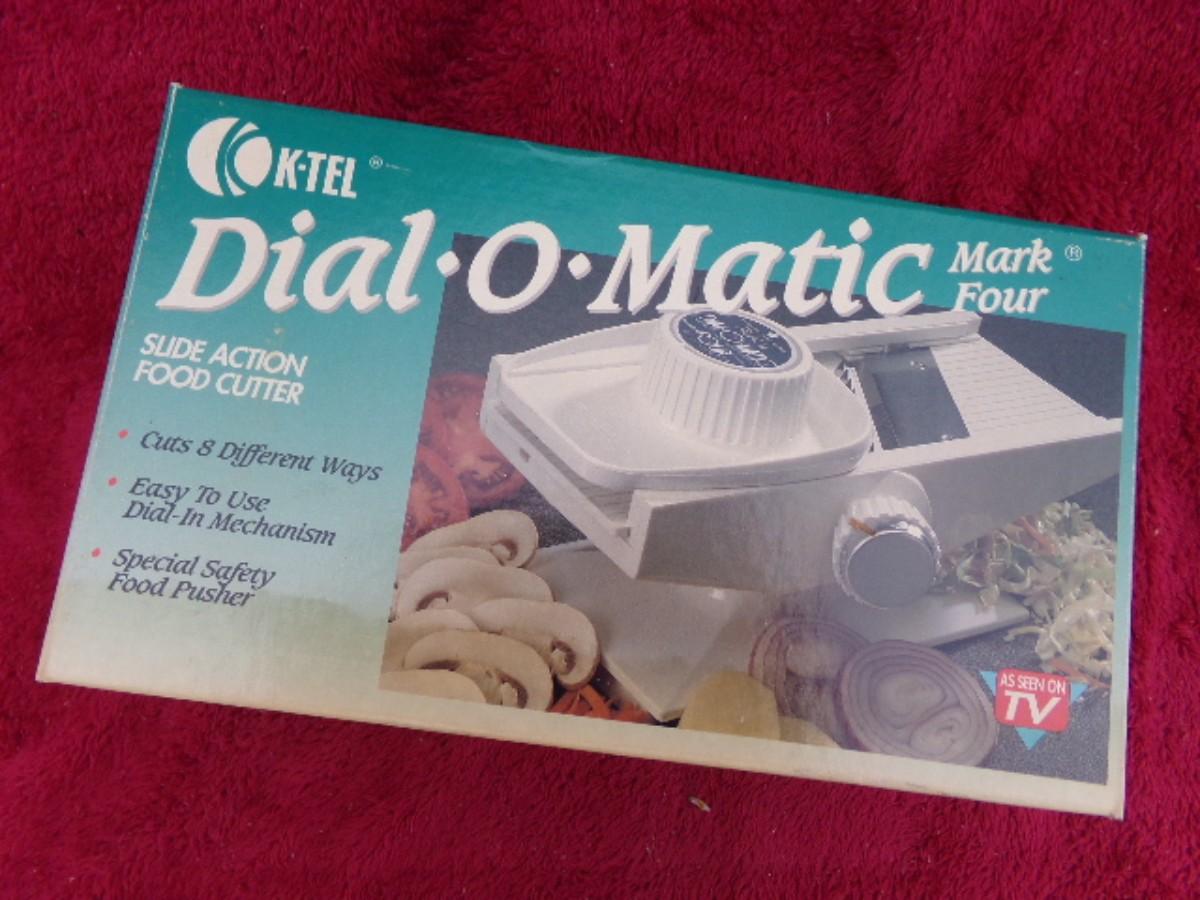 K·TEL ®
Dial·O·Matic Mark ®
Four
SLIDE ACTION
FOOD CUTTER
• Cuts 8 Different Ways
• Easy To Use
Dial-In Mechanism
• Special Safety
Food Pusher
AS SEEN ON
TV